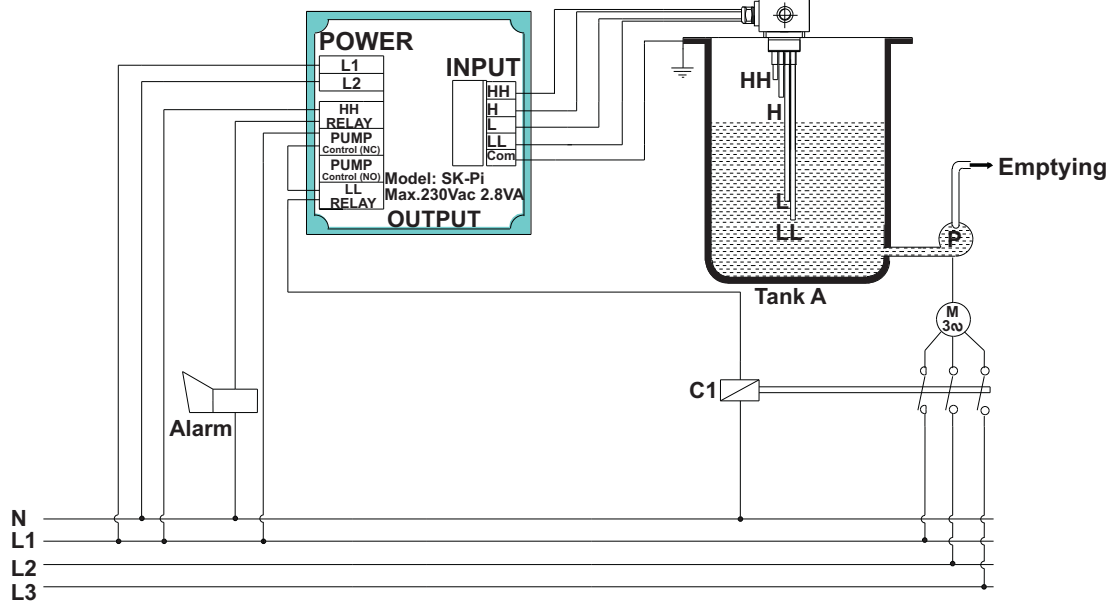 POWER
L1
L2
HH
RELAY
PUMP
Control (NC)
PUMP
Control (NO)
LL
RELAY
INPUT
HH
H
L
LL
Com
Model: SK-Pi
Max.230Vac 2.8VA
OUTPUT
HH
H
L
LL
Tank A
Emptying
P
M
3∾
C1
Alarm
N
L1
L2
L3